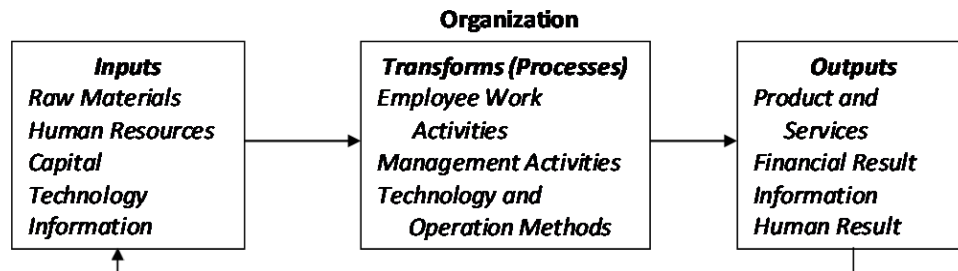 Organization
Inputs
Raw Materials
Human Resources
Capital
Technology
Information
Transforms (Processes)
Employee Work
Activities
Management Activities
Technology and
Operation Methods
Outputs
Product and
Services
Financial Result
Information
Human Result